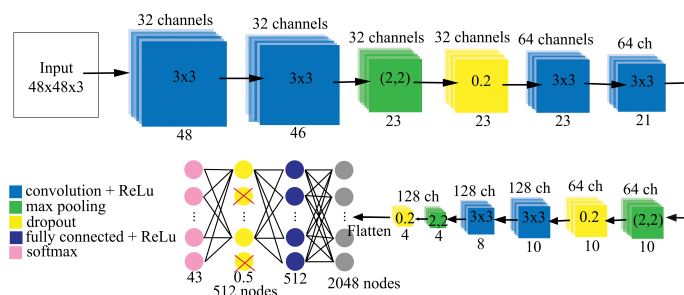 32 channels
32 channels
32 channels
32 channels
64 channels
64 ch
Input
48x48x3
3x3
3x3
(2,2)
0.2
3x3
3x3
48
46
23
23
23
21
convolution + ReLu
max pooling
dropout
fully connected + ReLu
softmax
43
0.5
512
512 nodes
2048 nodes
Flatten
128 ch
128 ch
128 ch
64 ch
64 ch
0.2
2,2
3x3
3x3
0.2
(2,2)
4
4
8
10
10
10